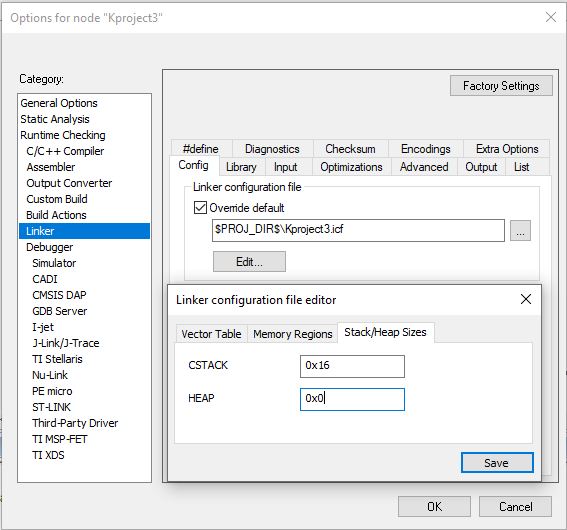 Options for node "Kproject3"
Category:
Factory Settings
General Options
Static Analysis
Runtime Checking
C/C++ Compiler
Assembler
Output Converter
Custom Build
Build Actions
Linker
Debugger
Simulator
CADI
CMSIS DAP
GDB Server
I-jet
J-Link/J-Trace
TI Stellaris
Nu-Link
PE micro
ST-LINK
Third-Party Driver
TI MSP-FET
TI XDS
#define Diagnostics Checksum Encodings Extra Options
Config Library Input Optimizations Advanced Output List
Linker configuration file
Override default
$PROJ_DIR$\Kproject3.icf
...
Edit...
Linker configuration file editor
Vector Table Memory Regions Stack/Heap Sizes
CSTACK 0x16
HEAP 0x0
Save
OK Cancel